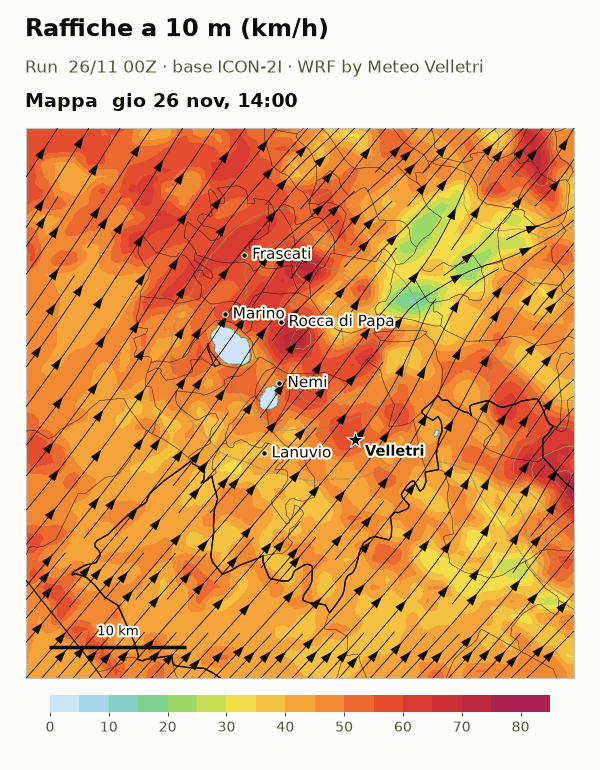 Raffiche a 10 m (km/h)
Run  26/11 00Z · base ICON-2I · WRF by Meteo Velletri
Mappa  gio 26 nov, 14:00
Frascati
Marino
Rocca di Papa
Nemi
Velletri
Lanuvio
10 km
0 10 20 30 40 50 60 70 80